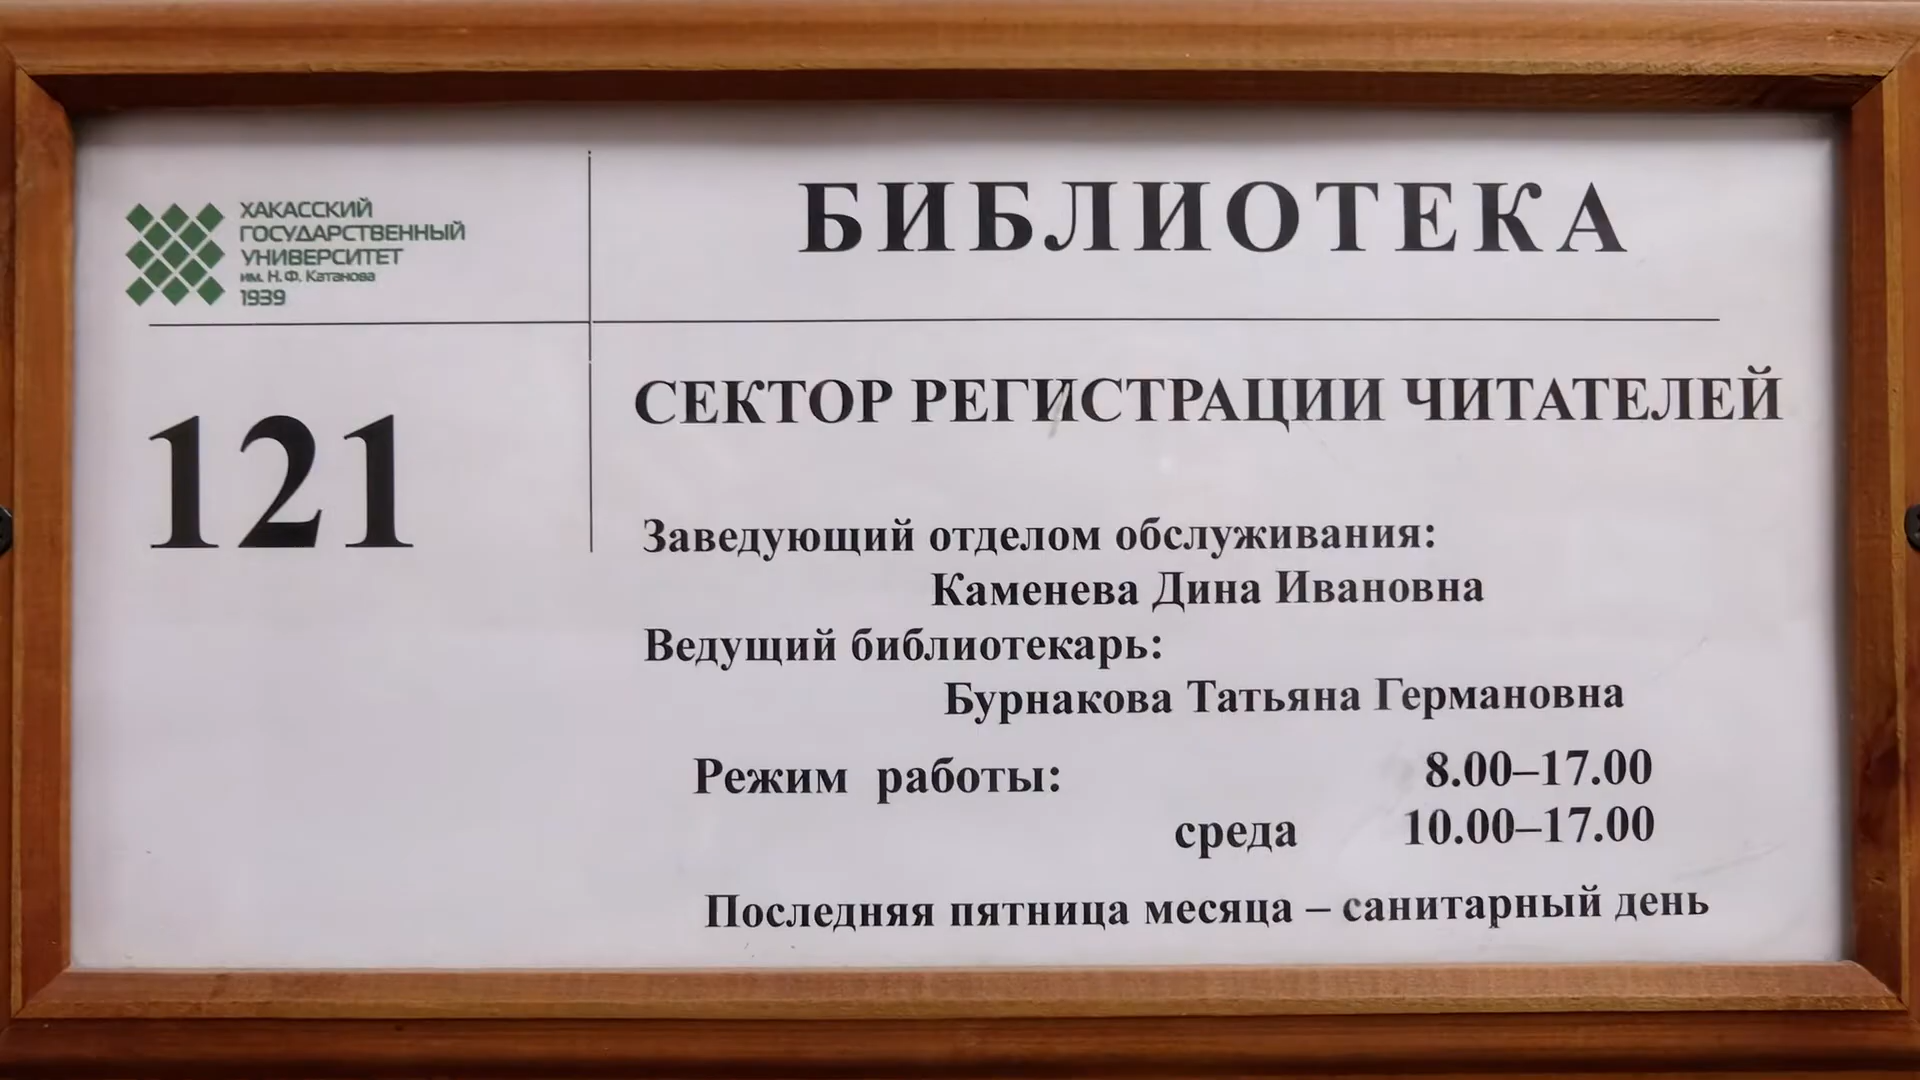 ХАКАССКИЙ
ГОСУДАРСТВЕННЫЙ
УНИВЕРСИТЕТ
им. Н.Ф. Катанова
1939
БИБЛИОТЕКА
121
СЕКТОР РЕГИСТРАЦИИ ЧИТАТЕЛЕЙ
Заведующий отделом обслуживания:
Каменева Дина Ивановна
Ведущий библиотекарь:
Бурнакова Татьяна Германовна
Режим работы: 8.00–17.00
среда 10.00–17.00
Последняя пятница месяца – санитарный день